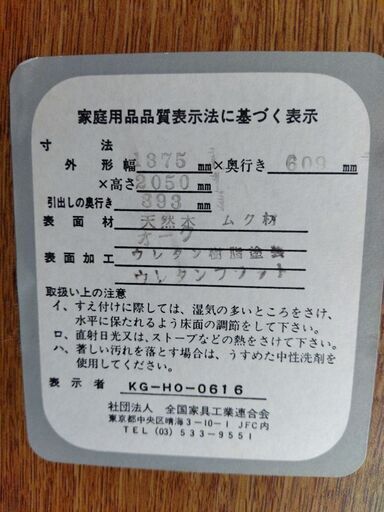 家庭用品品質表示法に基づく表示
寸法
外形 幅 1375 mm×奥行き 609 mm
×高さ 2050 mm
引出しの奥行き 393 mm
表面材 天然木 ムク材
オーク
表面加工 ウレタン樹脂塗装
ウレタンフラット
取扱い上の注意
イ、すえ付けに際しては、湿気の多いところをさけ、
水平に保たれるよう床面の調節をして下さい。
ロ、直射日光又は、ストーブなどの熱をさけて下さい。
ハ、著しい汚れを落とす場合は、うすめた中性洗剤を
使用してください。
表示者 KG-HO-0616
社団法人 全国家具工業連合会
東京都中央区晴海3-10-1 JFC内
TEL (03) 533-9551